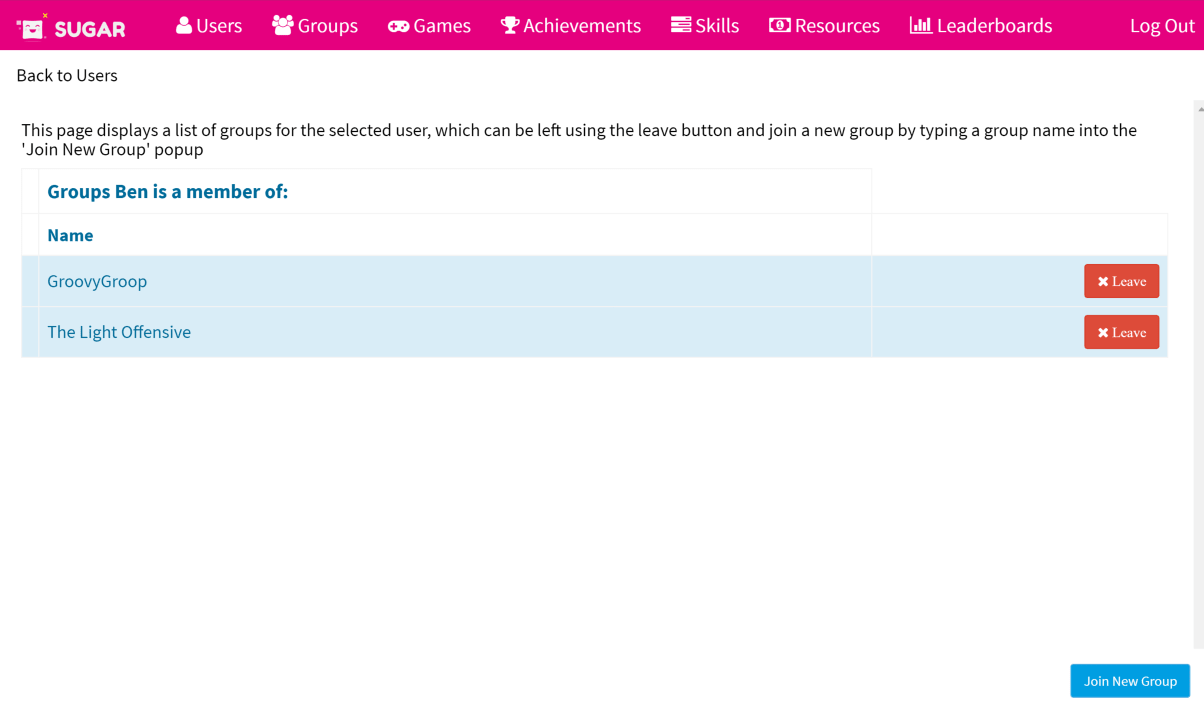 SUGAR Users Groups Games Achievements Skills Resources Leaderboards Log Out
Back to Users
This page displays a list of groups for the selected user, which can be left using the leave button and join a new group by typing a group name into the
'Join New Group' popup
Groups Ben is a member of:
Name
GroovyGroop Leave
The Light Offensive Leave
Join New Group